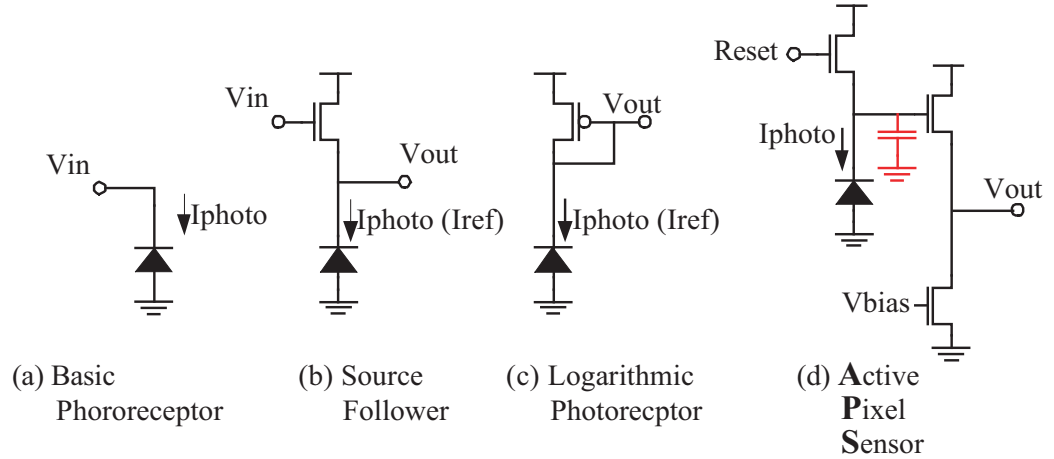 Vin
Iphoto
(a) Basic
Phororeceptor
Vin
Vout
Iphoto (Iref)
(b) Source
Follower
Vout
Iphoto (Iref)
(c) Logarithmic
Photorecptor
Reset
Iphoto
Vout
Vbias
(d) Active
Pixel
Sensor